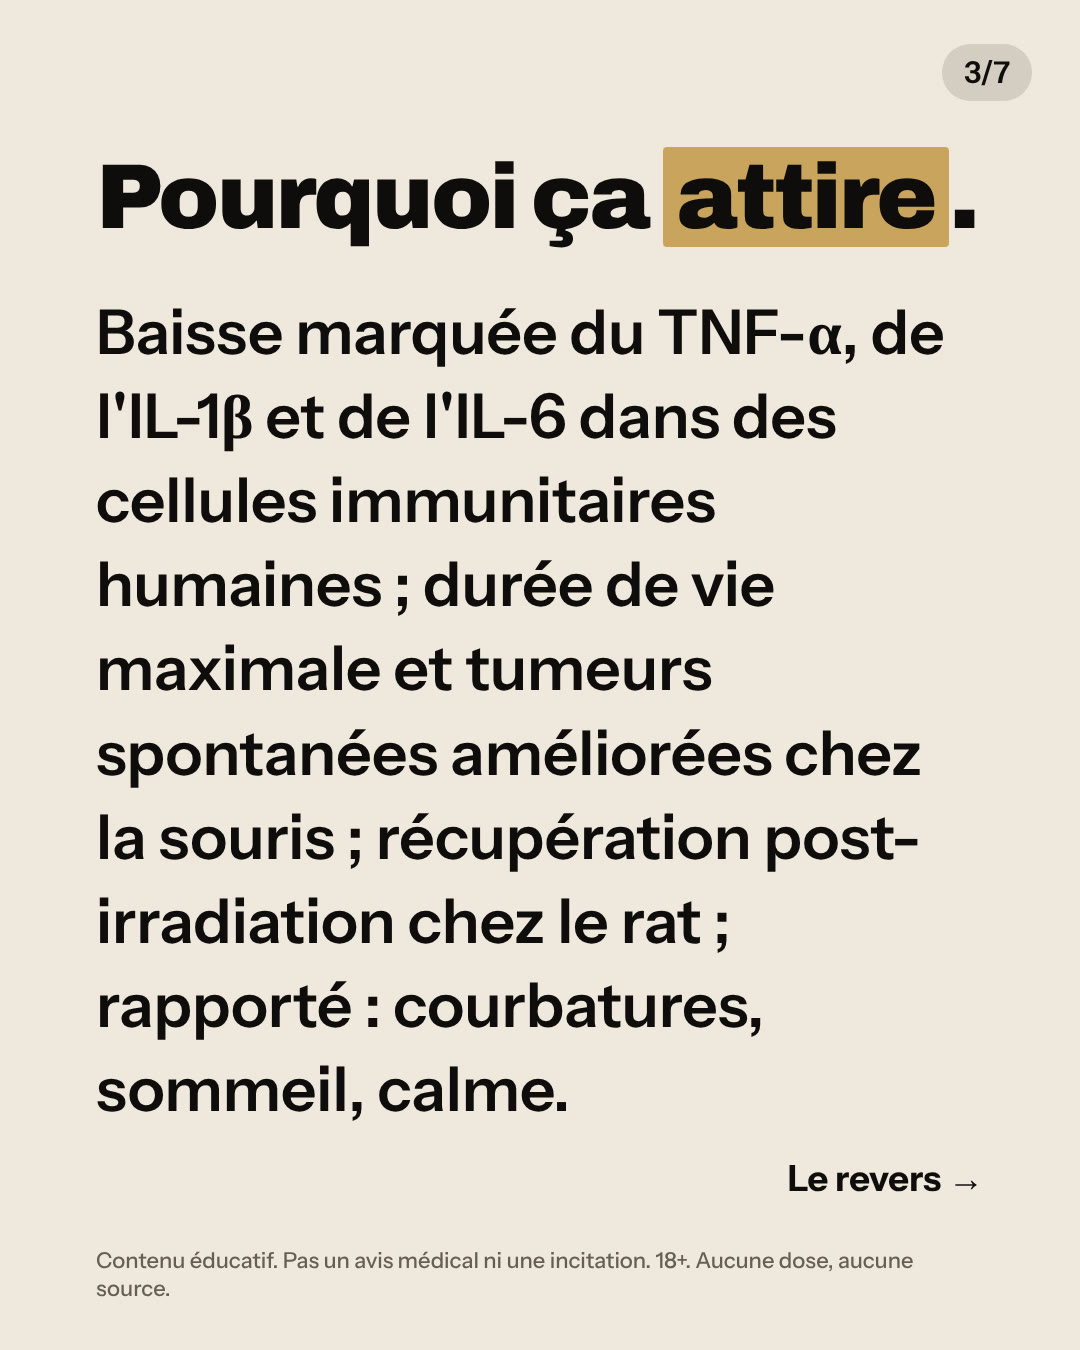 3/7
Pourquoi ça attire.
Baisse marquée du TNF-α, de
l'IL-1β et de l'IL-6 dans des
cellules immunitaires
humaines ; durée de vie
maximale et tumeurs
spontanées améliorées chez
la souris ; récupération post-
irradiation chez le rat ;
rapporté : courbatures,
sommeil, calme.
Le revers →
Contenu éducatif. Pas un avis médical ni une incitation. 18+. Aucune dose, aucune
source.